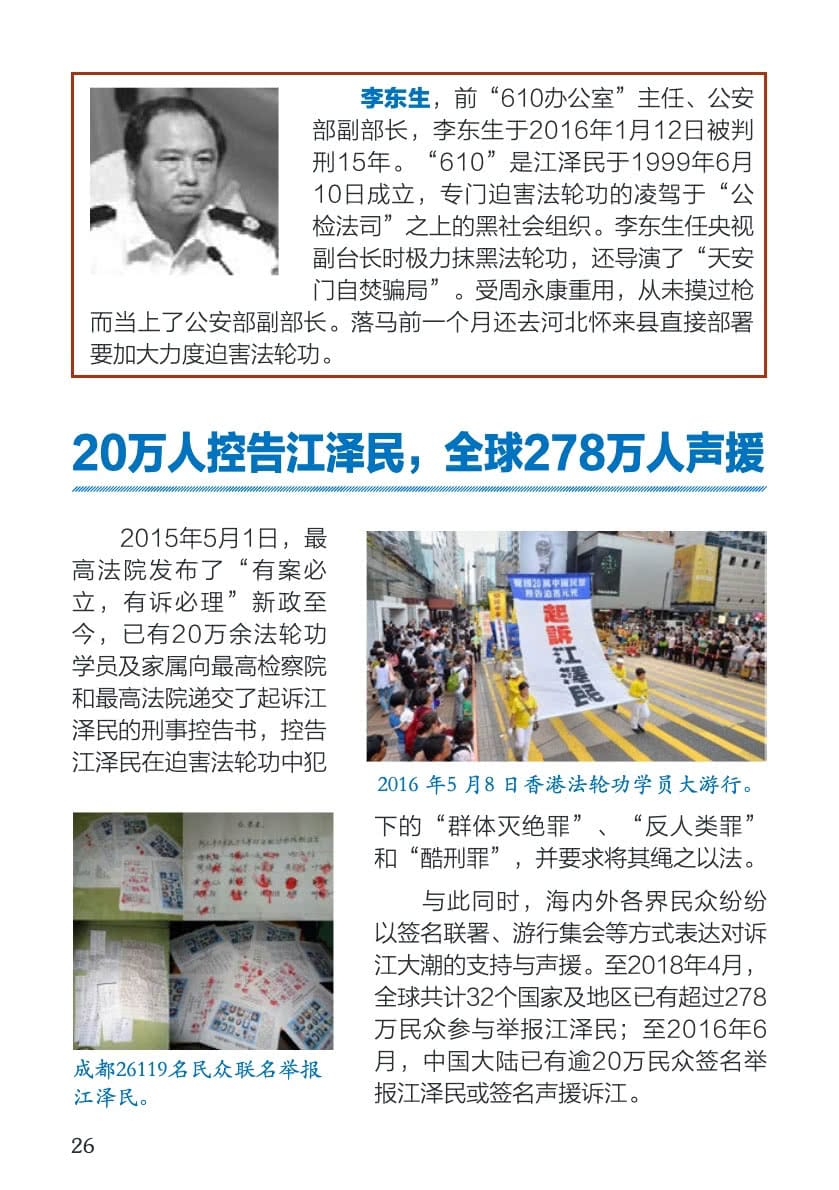 李东生，前“610办公室”主任、公安
部副部长，李东生于2016年1月12日被判
刑15年。“610”是江泽民于1999年6月
10日成立，专门迫害法轮功的凌驾于“公
检法司”之上的黑社会组织。李东生任央视
副台长时极力抹黑法轮功，还导演了“天安
门自焚骗局”。受周永康重用，从未摸过枪
而当上了公安部副部长。落马前一个月还去河北怀来县直接部署
要加大力度迫害法轮功。
20万人控告江泽民，全球278万人声援
2015年5月1日，最
高法院发布了“有案必
立，有诉必理”新政至
今，已有20万余法轮功
学员及家属向最高检察院
和最高法院递交了起诉江
泽民的刑事控告书，控告
江泽民在迫害法轮功中犯
聲援20萬中國民眾
控告迫害元兇
起訴江澤民
2016 年5 月8 日香港法轮功学员大游行。
下的“群体灭绝罪”、“反人类罪”
和“酷刑罪”，并要求将其绳之以法。
与此同时，海内外各界民众纷纷
以签名联署、游行集会等方式表达对诉
江大潮的支持与声援。至2018年4月，
全球共计32个国家及地区已有超过278
万民众参与举报江泽民；至2016年6
月，中国大陆已有逾20万民众签名举
报江泽民或签名声援诉江。
成都26119名民众联名举报
江泽民。
26